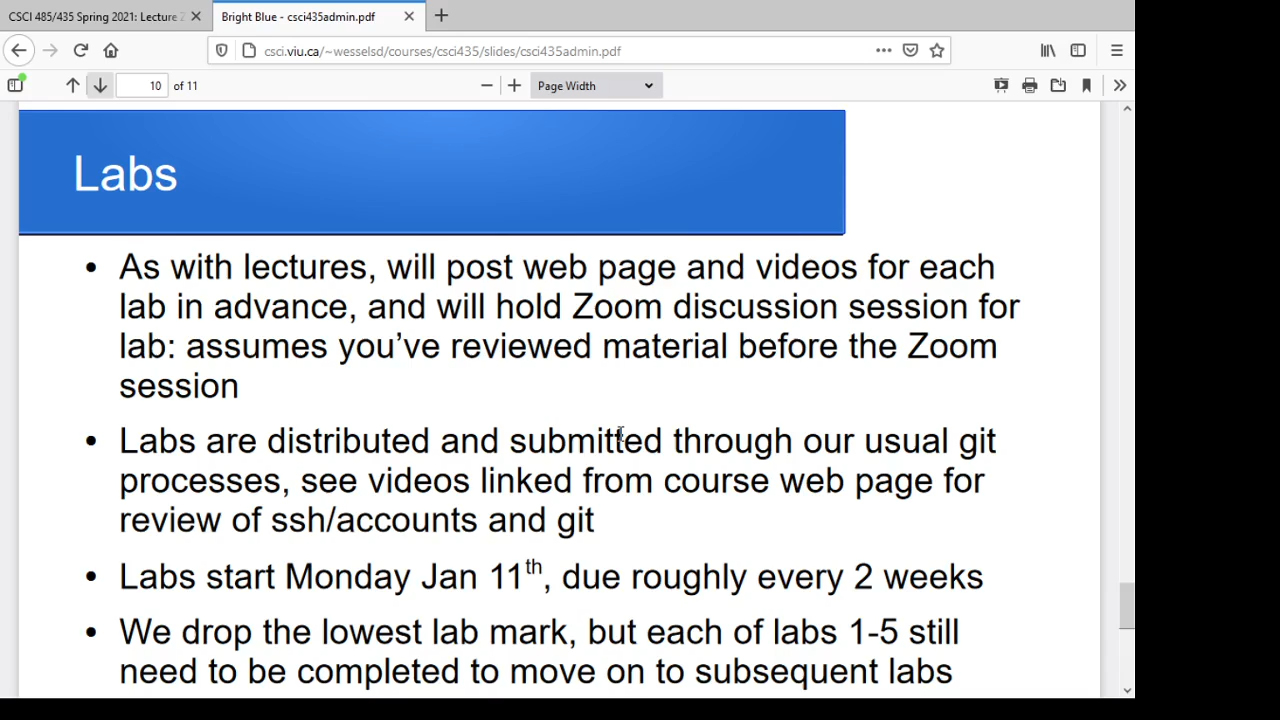 CSCI 485/435 Spring 2021: Lecture
Bright Blue - csci435admin.pdf
csci.viu.ca/~wesselsd/courses/csci435/slides/csci435admin.pdf
10 of 11
Page Width
Labs
• As with lectures, will post web page and videos for each
lab in advance, and will hold Zoom discussion session for
lab: assumes you’ve reviewed material before the Zoom
session
• Labs are distributed and submitted through our usual git
processes, see videos linked from course web page for
review of ssh/accounts and git
• Labs start Monday Jan 11th, due roughly every 2 weeks
• We drop the lowest lab mark, but each of labs 1-5 still
need to be completed to move on to subsequent labs